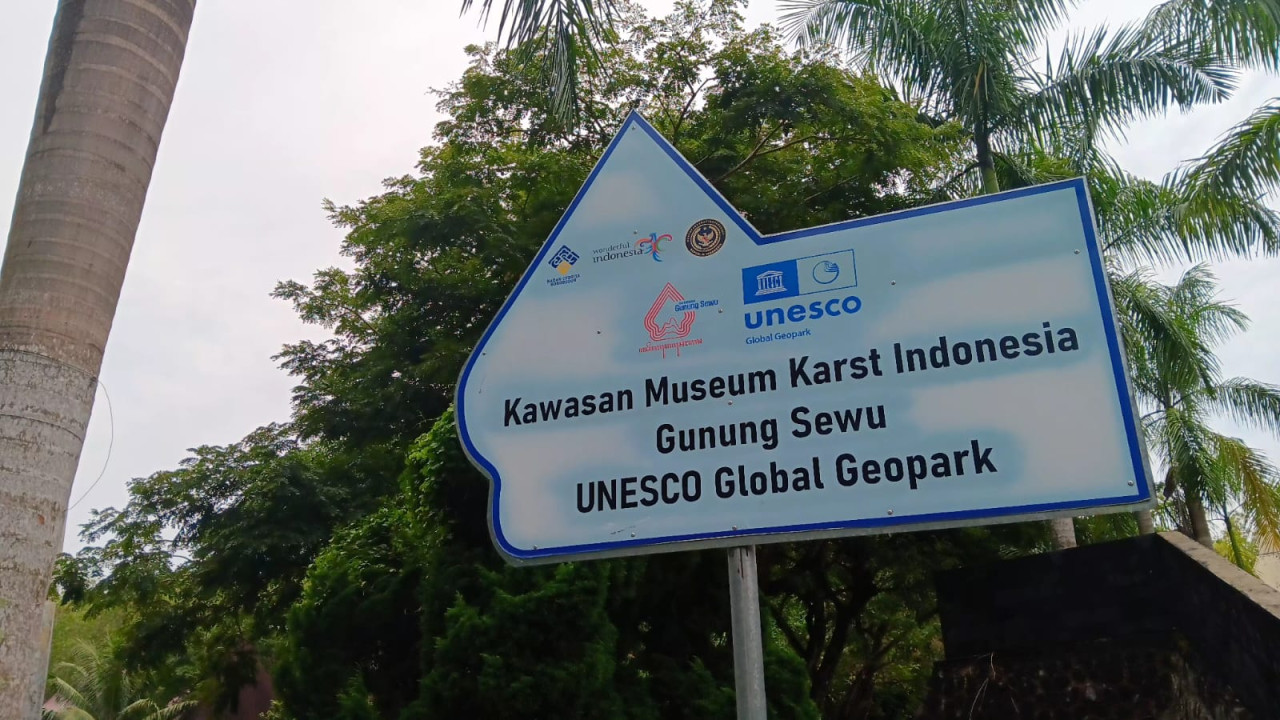 wonderful
indonesia
Gunung Sewu
unesco
Global Geopark
Kawasan Museum Karst Indonesia
Gunung Sewu
UNESCO Global Geopark